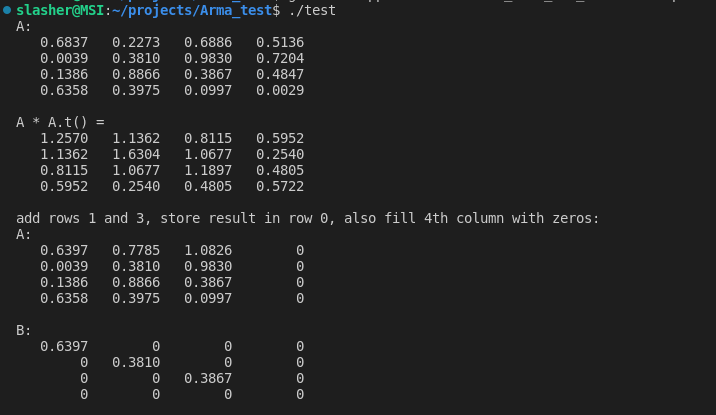 slasher@MSI:~/projects/Arma_test$ ./test
A:
0.6837 0.2273 0.6886 0.5136
0.0039 0.3810 0.9830 0.7204
0.1386 0.8866 0.3867 0.4847
0.6358 0.3975 0.0997 0.0029
A * A.t() =
1.2570 1.1362 0.8115 0.5952
1.1362 1.6304 1.0677 0.2540
0.8115 1.0677 1.1897 0.4805
0.5952 0.2540 0.4805 0.5722
add rows 1 and 3, store result in row 0, also fill 4th column with zeros:
A:
0.6397 0.7785 1.0826 0
0.0039 0.3810 0.9830 0
0.1386 0.8866 0.3867 0
0.6358 0.3975 0.0997 0
B:
0.6397 0 0 0
0 0.3810 0 0
0 0 0.3867 0
0 0 0 0